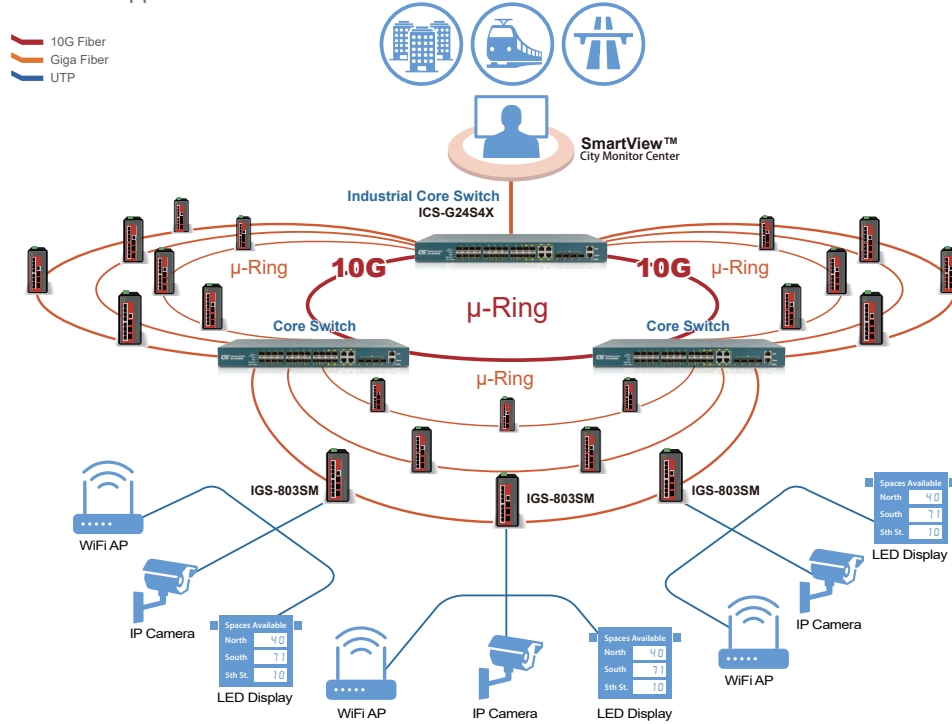 10G Fiber
Giga Fiber
UTP
SmartView™
City Monitor Center
Industrial Core Switch
ICS-G24S4X
μ-Ring
10G
10G
μ-Ring
μ-Ring
Core Switch
Core Switch
μ-Ring
IGS-803SM
IGS-803SM
IGS-803SM
WiFi AP
Spaces Available
North 40
South 71
5th St. 10
LED Display
IP Camera
IP Camera
Spaces Available
North 40
South 71
5th St. 10
LED Display
Spaces Available
North 40
South 71
5th St. 10
LED Display
WiFi AP
WiFi AP
IP Camera